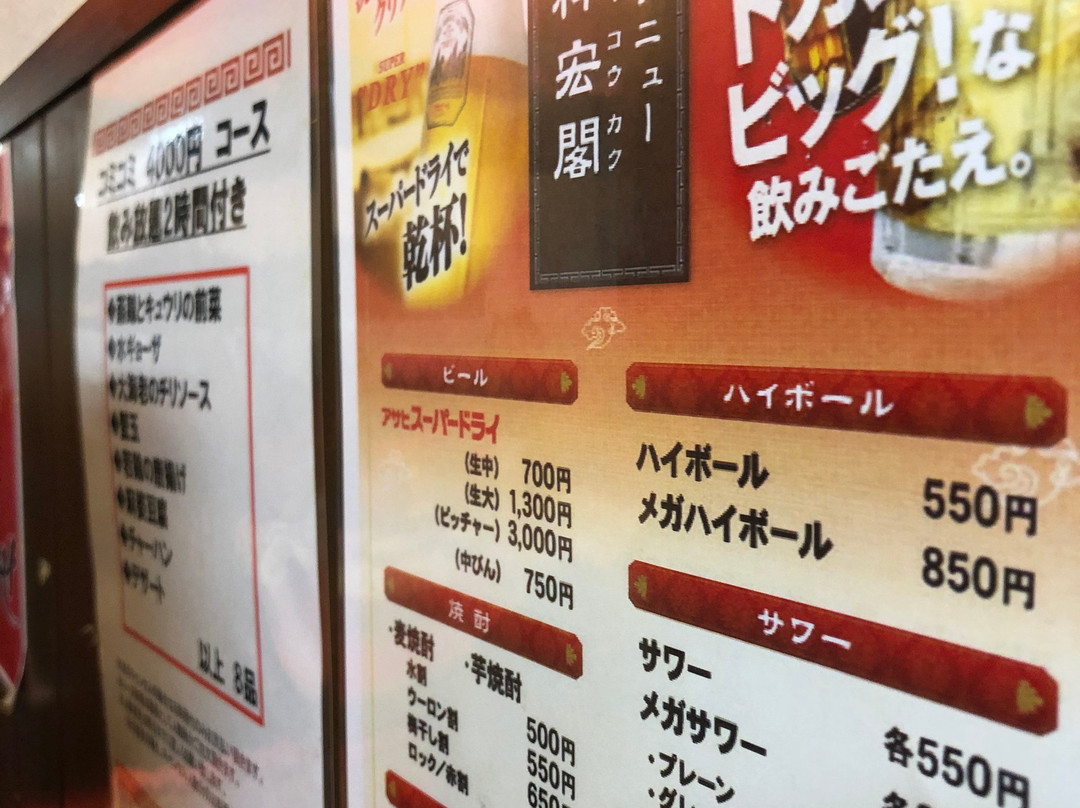 コミコミ 4000円 コース
飲み放題2時間付き
◆蒸鶏とキュウリの前菜
◆水ギョーザ
◆大海老のチリソース
◆蟹玉
◆若鶏の唐揚げ
◆麻婆豆腐
◆チャーハン
◆デザート
以上 8品
SUPER
"DRY"
スーパードライで
乾杯!
ニュー
コウカク
宏閣
ビッグ!な
飲みごたえ。
ビール
アサヒスーパードライ
(生中) 700円
(生大) 1,300円
(ピッチャー) 3,000円
(中びん) 750円
焼酎
・麦焼酎 ・芋焼酎
水割 500円
ウーロン割 550円
梅干し割 650円
ロック/赤割
ハイボール
ハイボール 550円
メガハイボール 850円
サワー
サワー 各550円
メガサワー
・プレーン